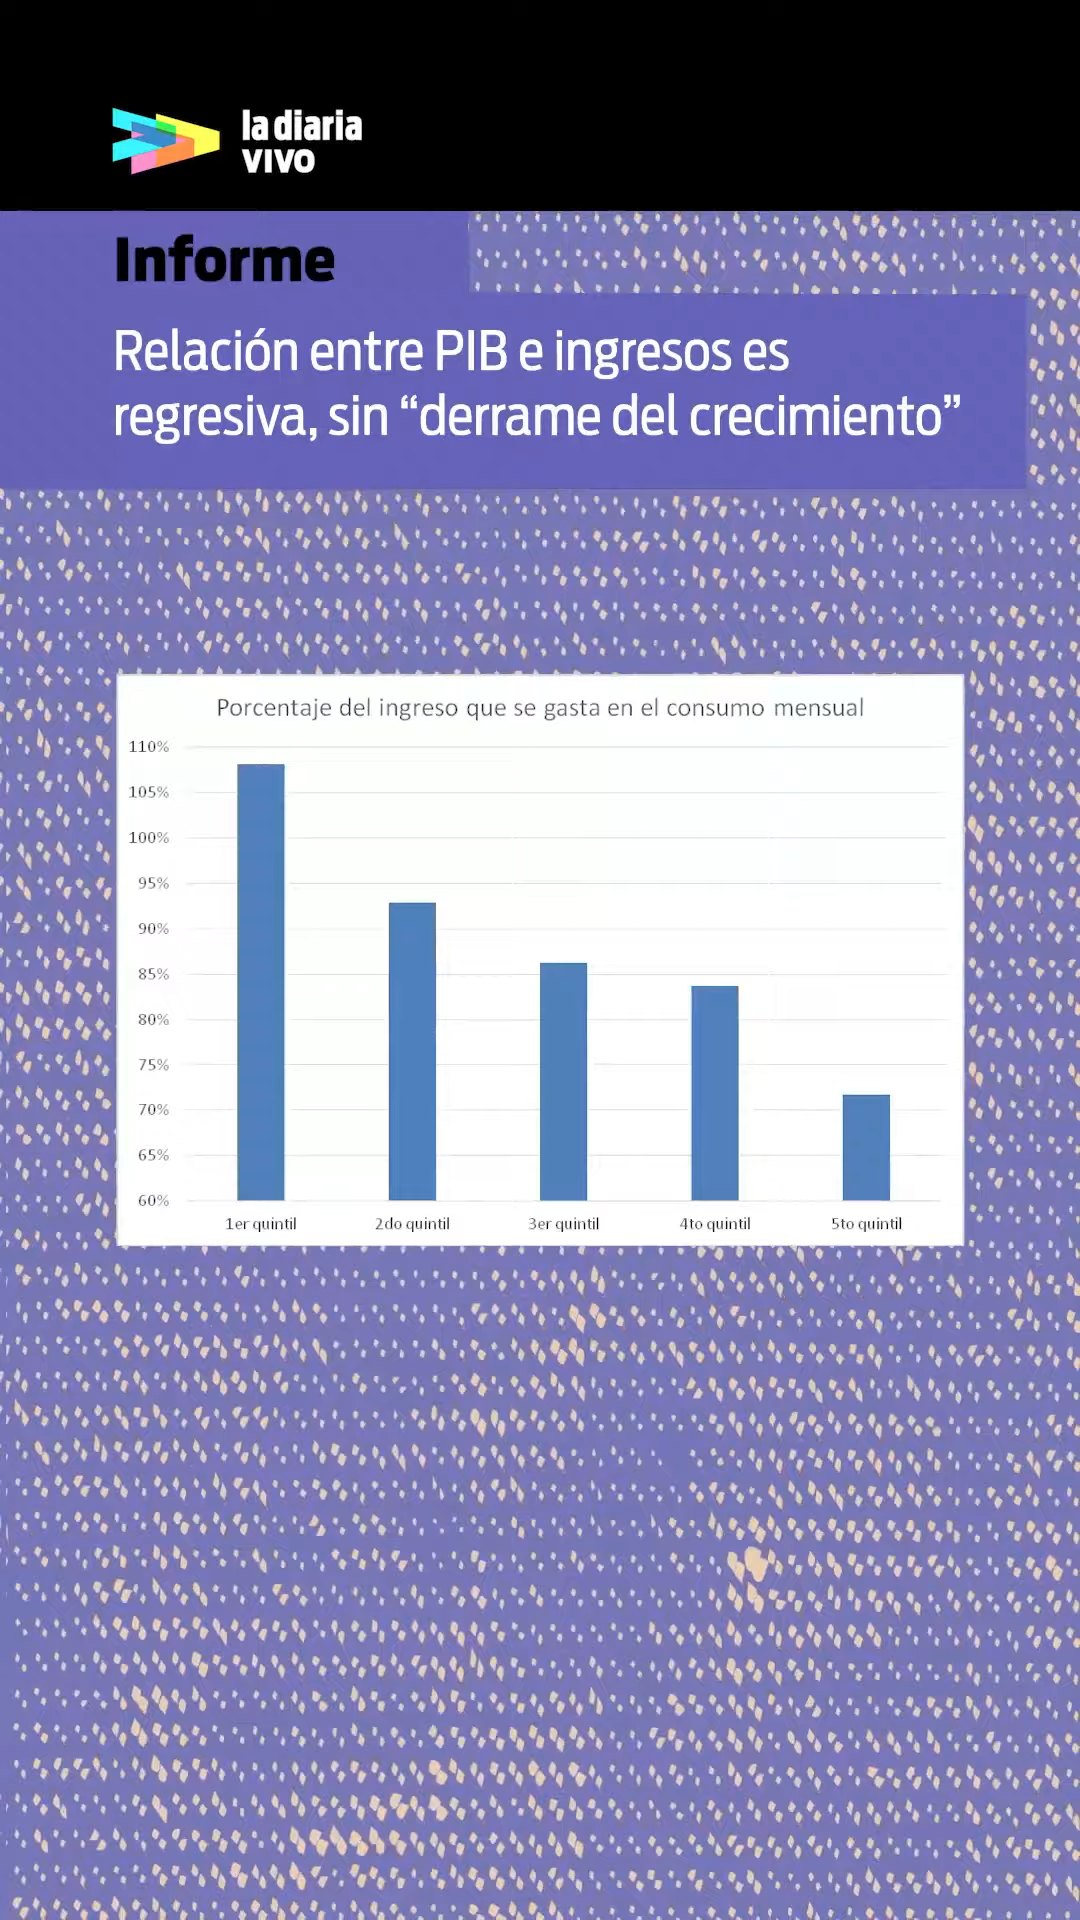 la diaria
VIVO
Informe
Relación entre PIB e ingresos es
regresiva, sin “derrame del crecimiento”
Porcentaje del ingreso que se gasta en el consumo mensual
110%
105%
100%
95%
90%
85%
80%
75%
70%
65%
60%
1er quintil 2do quintil 3er quintil 4to quintil 5to quintil